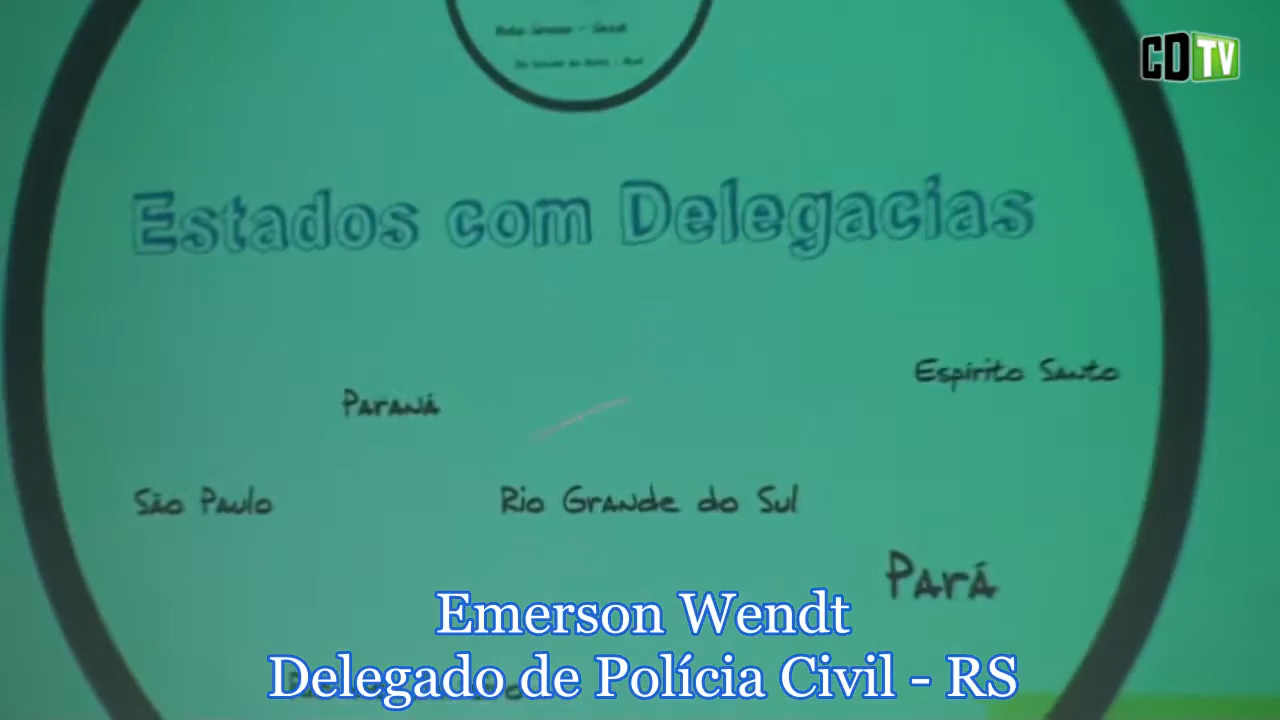 CDTV
Estados com Delegacias
Espírito Santo
Paraná
São Paulo
Rio Grande do Sul
Pará
Emerson Wendt
Delegado de Polícia Civil - RS